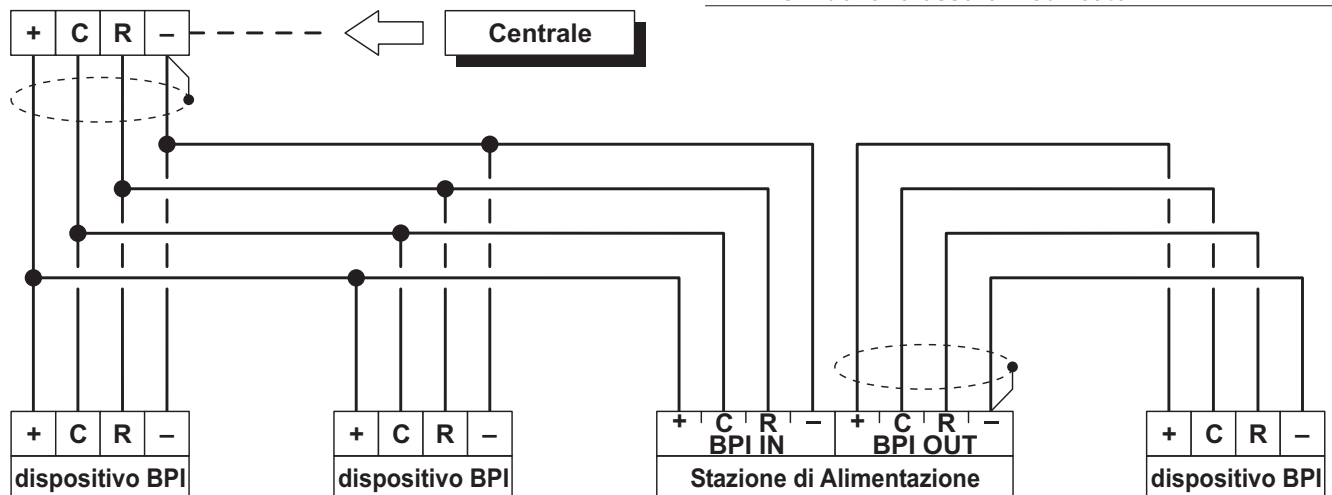 + C R –
Centrale
+ C R –
dispositivo BPI
+ C R –
dispositivo BPI
+ C R –
BPI IN
+ C R –
BPI OUT
Stazione di Alimentazione
+ C R –
dispositivo BPI